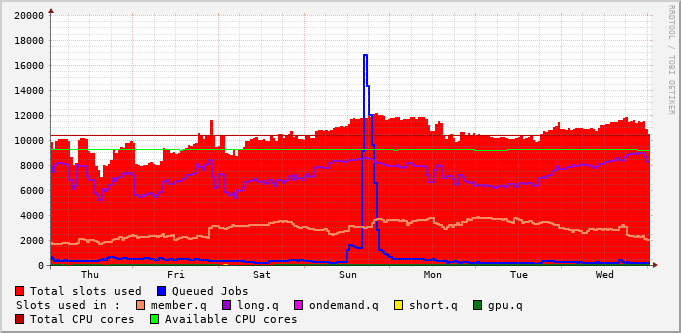 RRDTOOL / TOBI OETIKER
20000
18000
16000
14000
12000
10000
8000
6000
4000
2000
0
Thu Fri Sat Sun Mon Tue Wed
Total slots used Queued Jobs
Slots used in : member.q long.q ondemand.q short.q gpu.q
Total CPU cores Available CPU cores